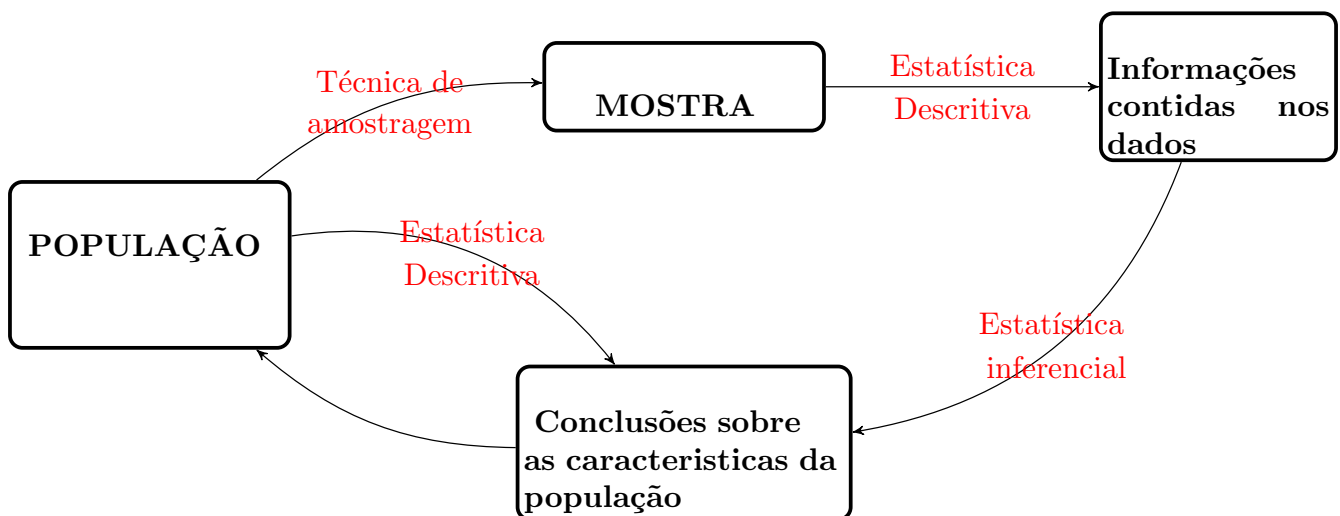 Técnica de
amostragem
MOSTRA
Estatística
Descritiva
Informações
contidas nos
dados
POPULAÇÃO
Estatística
Descritiva
Estatística
inferencial
Conclusões sobre
as caracteristicas da
população